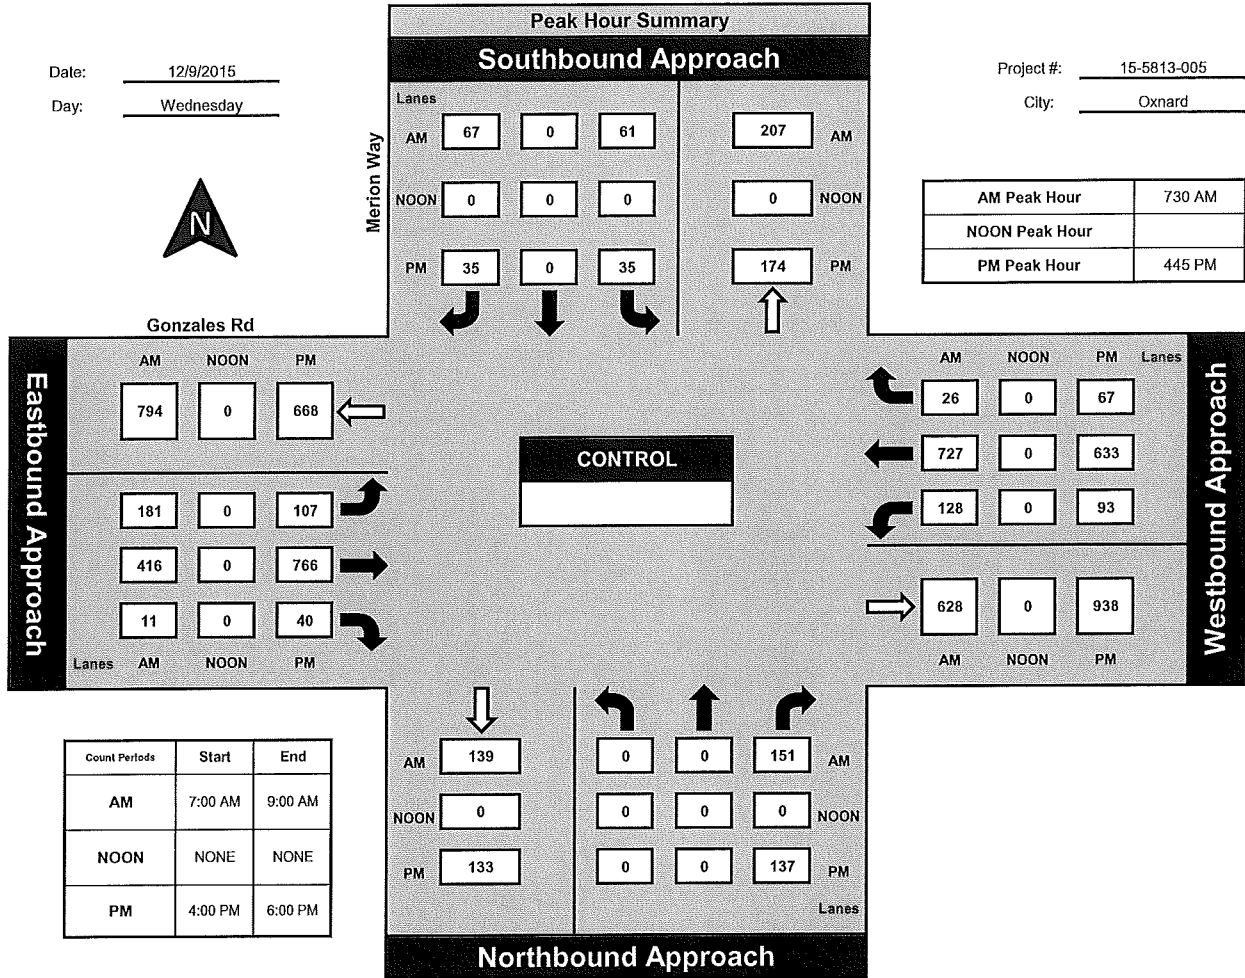 Peak Hour Summary
Southbound Approach
Date: 12/9/2015
Day: Wednesday
Project #: 15-5813-005
City: Oxnard
N
Merion Way
Lanes
AM 67 0 61 207 AM
NOON 0 0 0 0 NOON
PM 35 0 35 174 PM
AM Peak Hour 730 AM
NOON Peak Hour
PM Peak Hour 445 PM
Gonzales Rd
Eastbound Approach
AM NOON PM
794 0 668
181 0 107
416 0 766
11 0 40
Lanes AM NOON PM
CONTROL
AM NOON PM Lanes
26 0 67
727 0 633
128 0 93
628 0 938
AM NOON PM
Westbound Approach
AM 139 0 0 151 AM
NOON 0 0 0 0 NOON
PM 133 0 0 137 PM
Lanes
Northbound Approach
Count Periods Start End
AM 7:00 AM 9:00 AM
NOON NONE NONE
PM 4:00 PM 6:00 PM